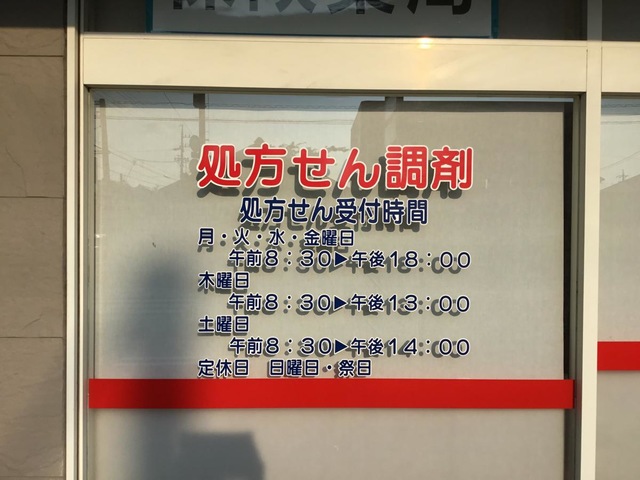 処方せん調剤
処方せん受付時間
月・火・水・金曜日
午前8：30▶午後18：00
木曜日
午前8：30▶午後13：00
土曜日
午前8：30▶午後14：00
定休日　日曜日・祭日